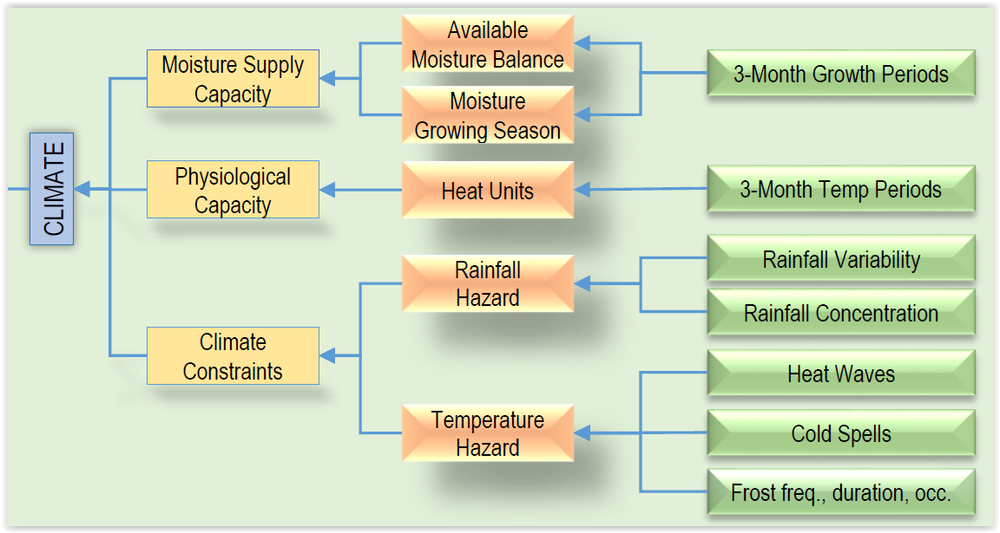 CLIMATE
Moisture Supply
Capacity
Physiological
Capacity
Climate
Constraints
Available
Moisture Balance
Moisture
Growing Season
Heat Units
Rainfall
Hazard
Temperature
Hazard
3-Month Growth Periods
3-Month Temp Periods
Rainfall Variability
Rainfall Concentration
Heat Waves
Cold Spells
Frost freq., duration, occ.